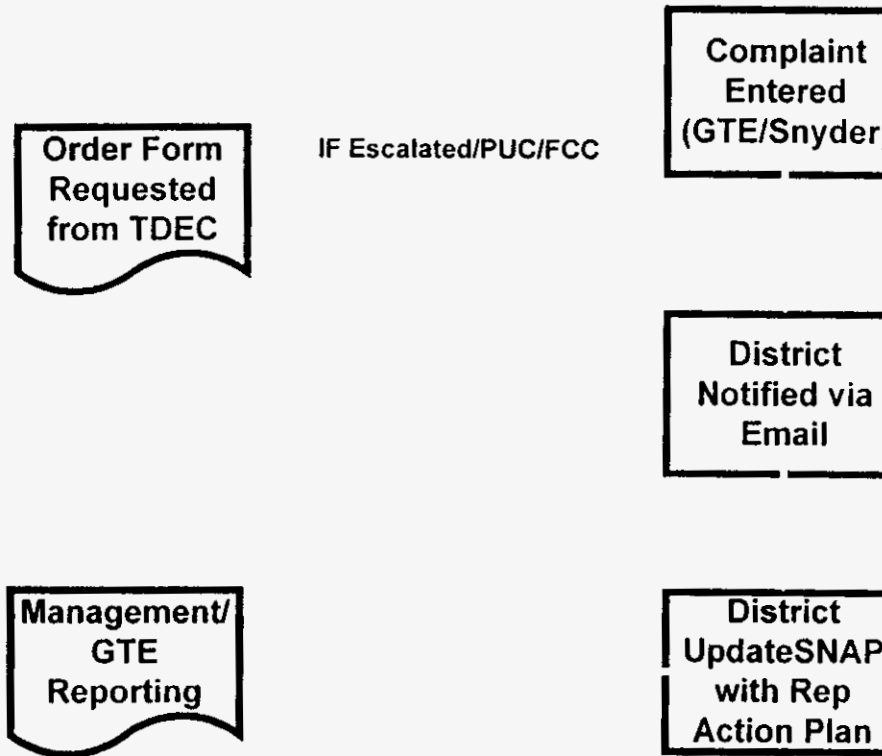 Complaint
Entered
(GTE/Snyder
Order Form
Requested
from TDEC
IF Escalated/PUC/FCC
District
Notified via
Email
Management/
GTE
Reporting
District
UpdateSNAP
with Rep
Action Plan